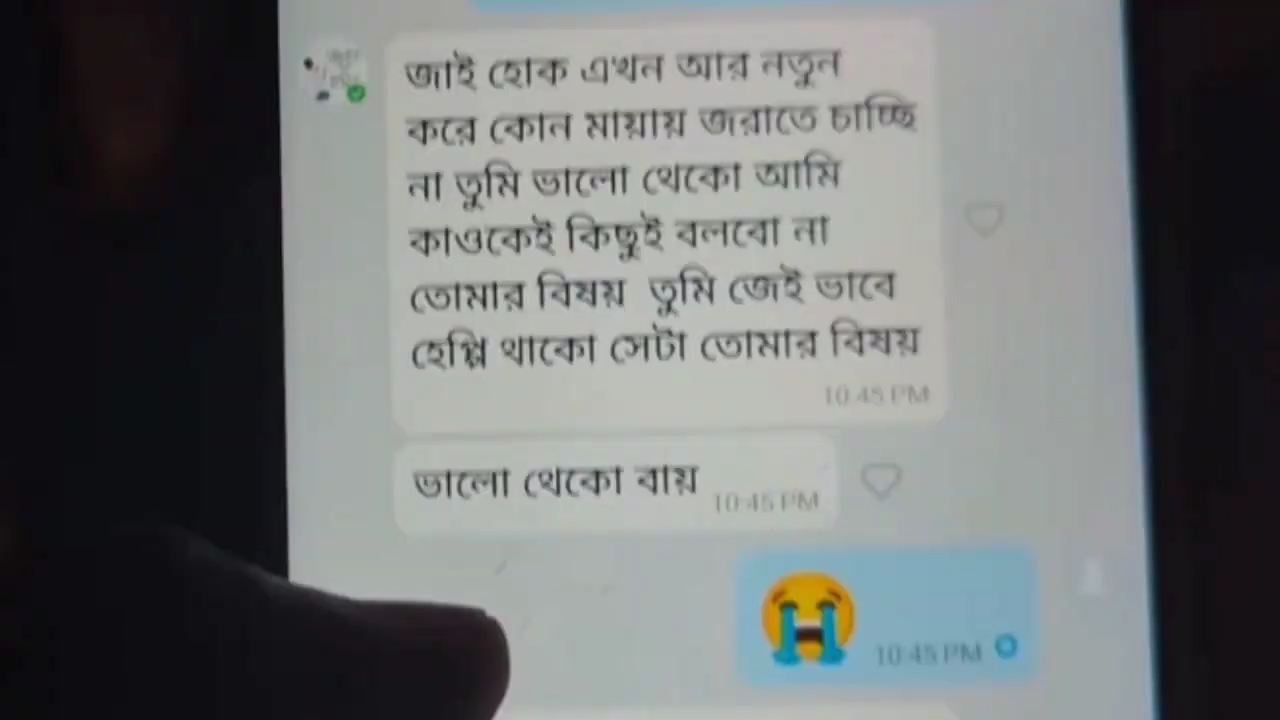 জাই হোক এখন আর নতুন
করে কোন মায়ায় জরাতে চাচ্ছি
না তুমি ভালো থেকো আমি
কাওকেই কিছুই বলবো না
তোমার বিষয় তুমি জেই ভাবে
হেপ্পি থাকো সেটা তোমার বিষয়
10:45 PM
ভালো থেকো বায়
10:45 PM
10:45 PM